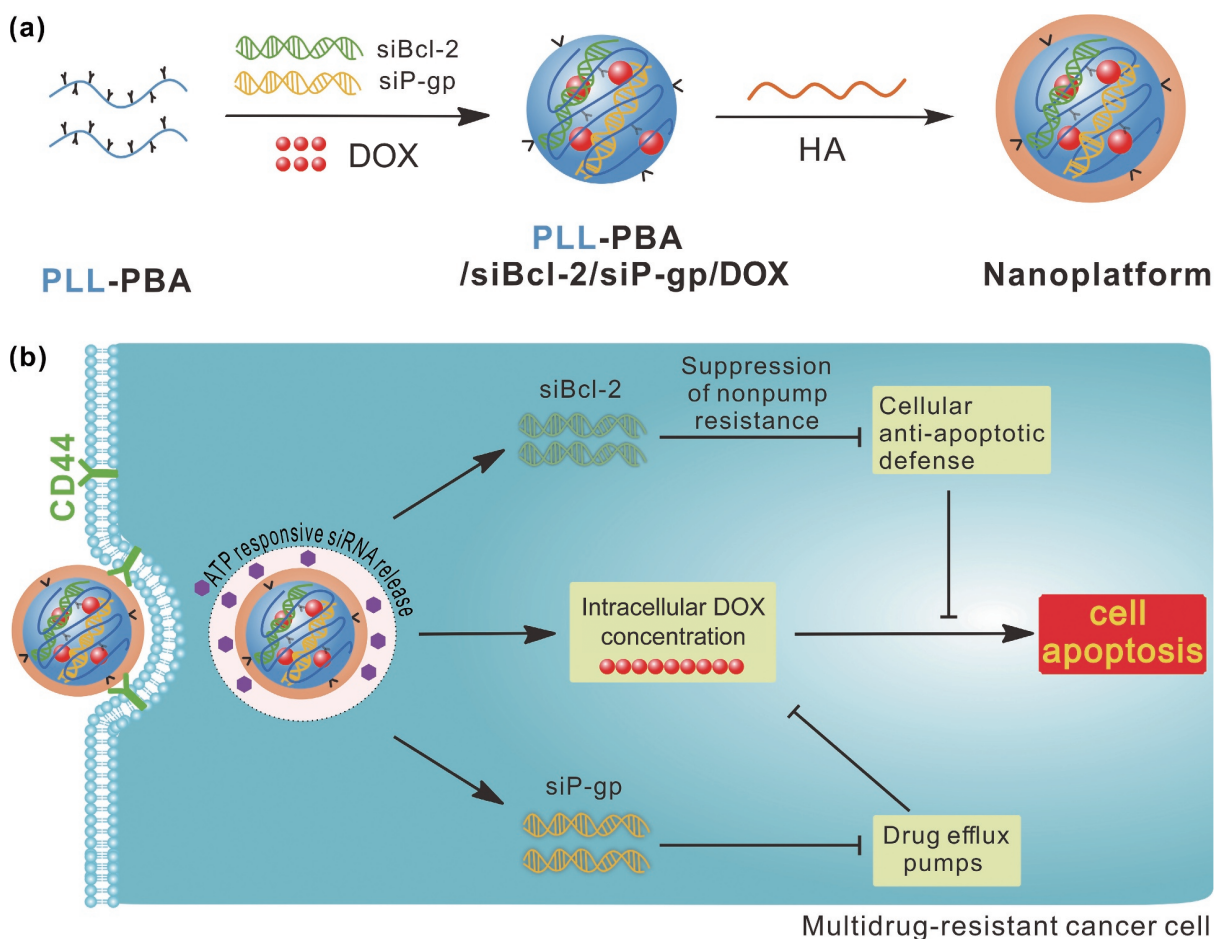 (a)
siBcl-2
siP-gp
DOX
HA
PLL-PBA
PLL-PBA
/siBcl-2/siP-gp/DOX
Nanoplatform
(b)
CD44
ATP responsive siRNA release
siBcl-2
Suppression
of nonpump
resistance
Cellular
anti-apoptotic
defense
Intracellular DOX
concentration
cell
apoptosis
siP-gp
Drug efflux
pumps
Multidrug-resistant cancer cell